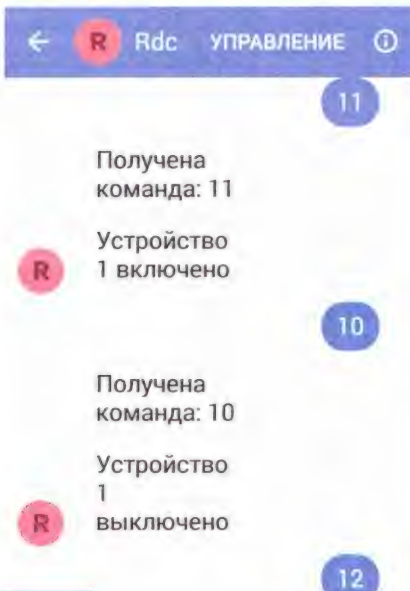 R Rdc УПРАВЛЕНИЕ
11
Получена
команда: 11
Устройство
R 1 включено
10
Получена
команда: 10
Устройство
1
R выключено
12